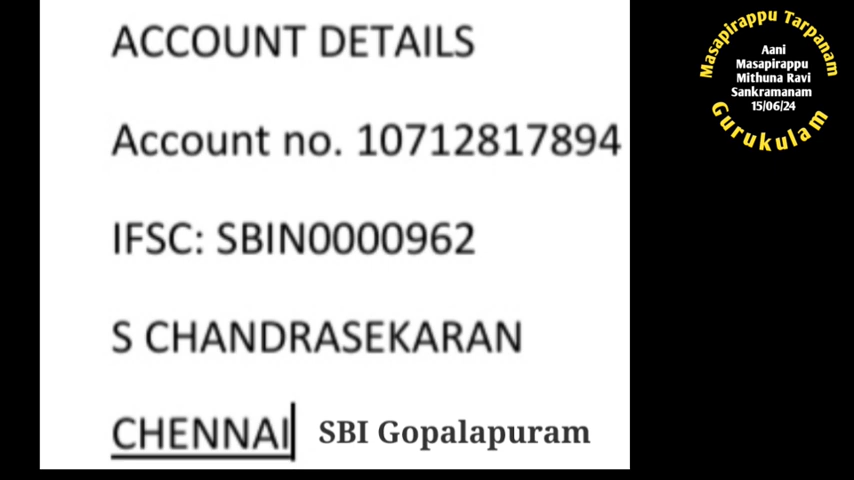 ACCOUNT DETAILS
Account no. 10712817894
IFSC: SBIN0000962
S CHANDRASEKARAN
CHENNAI SBI Gopalapuram
Masapirappu Tarpanam
Aani
Masapirappu
Mithuna Ravi
Sankramanam
15/06/24
Gurukulam